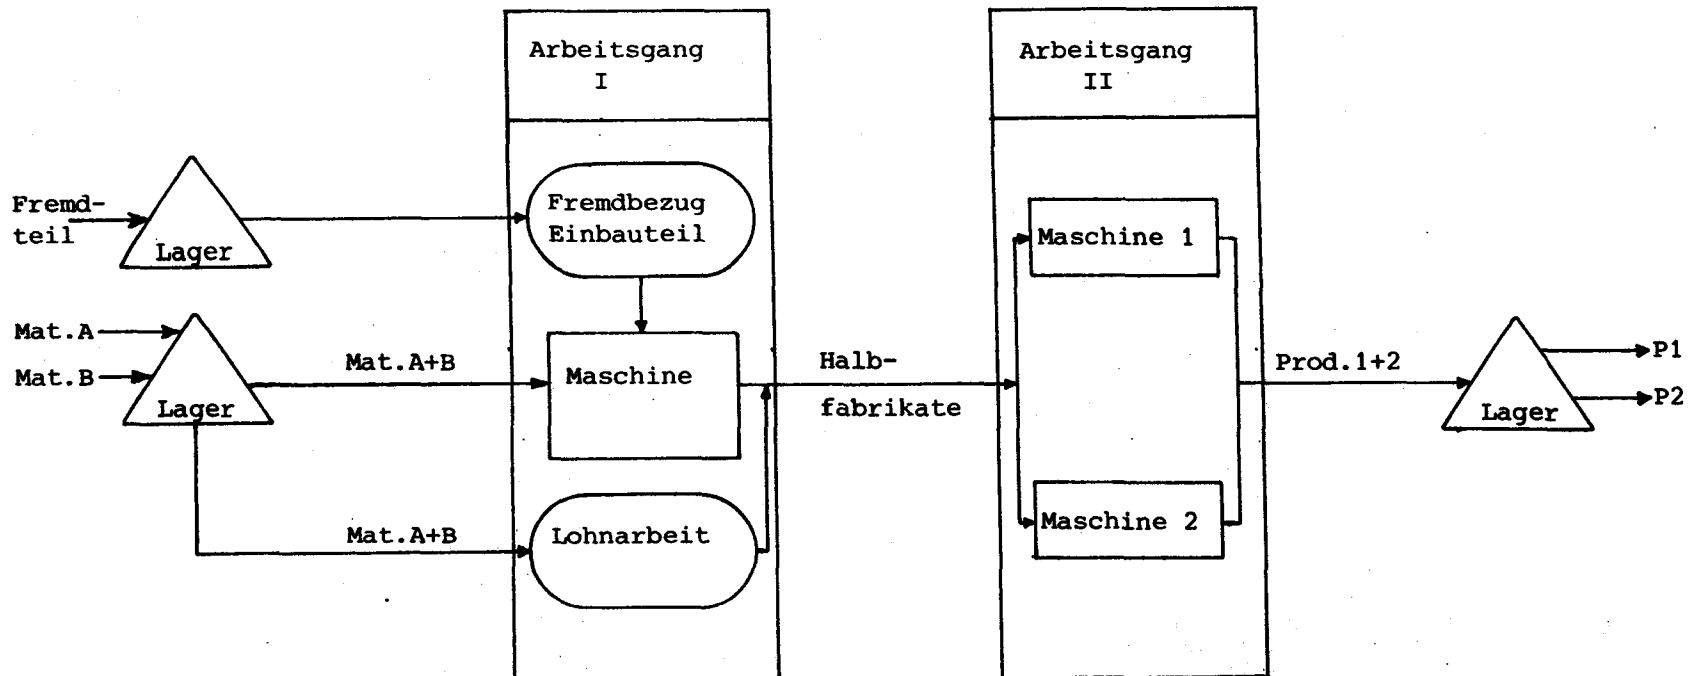 Arbeitsgang
I
Arbeitsgang
II
Fremd-
teil
Lager
Fremdbezug
Einbauteil
Maschine 1
Mat.A
Mat.B
Lager
Mat.A+B
Maschine
Halb-
fabrikate
Prod.1+2
Lager
P1
P2
Mat.A+B
Lohnarbeit
Maschine 2